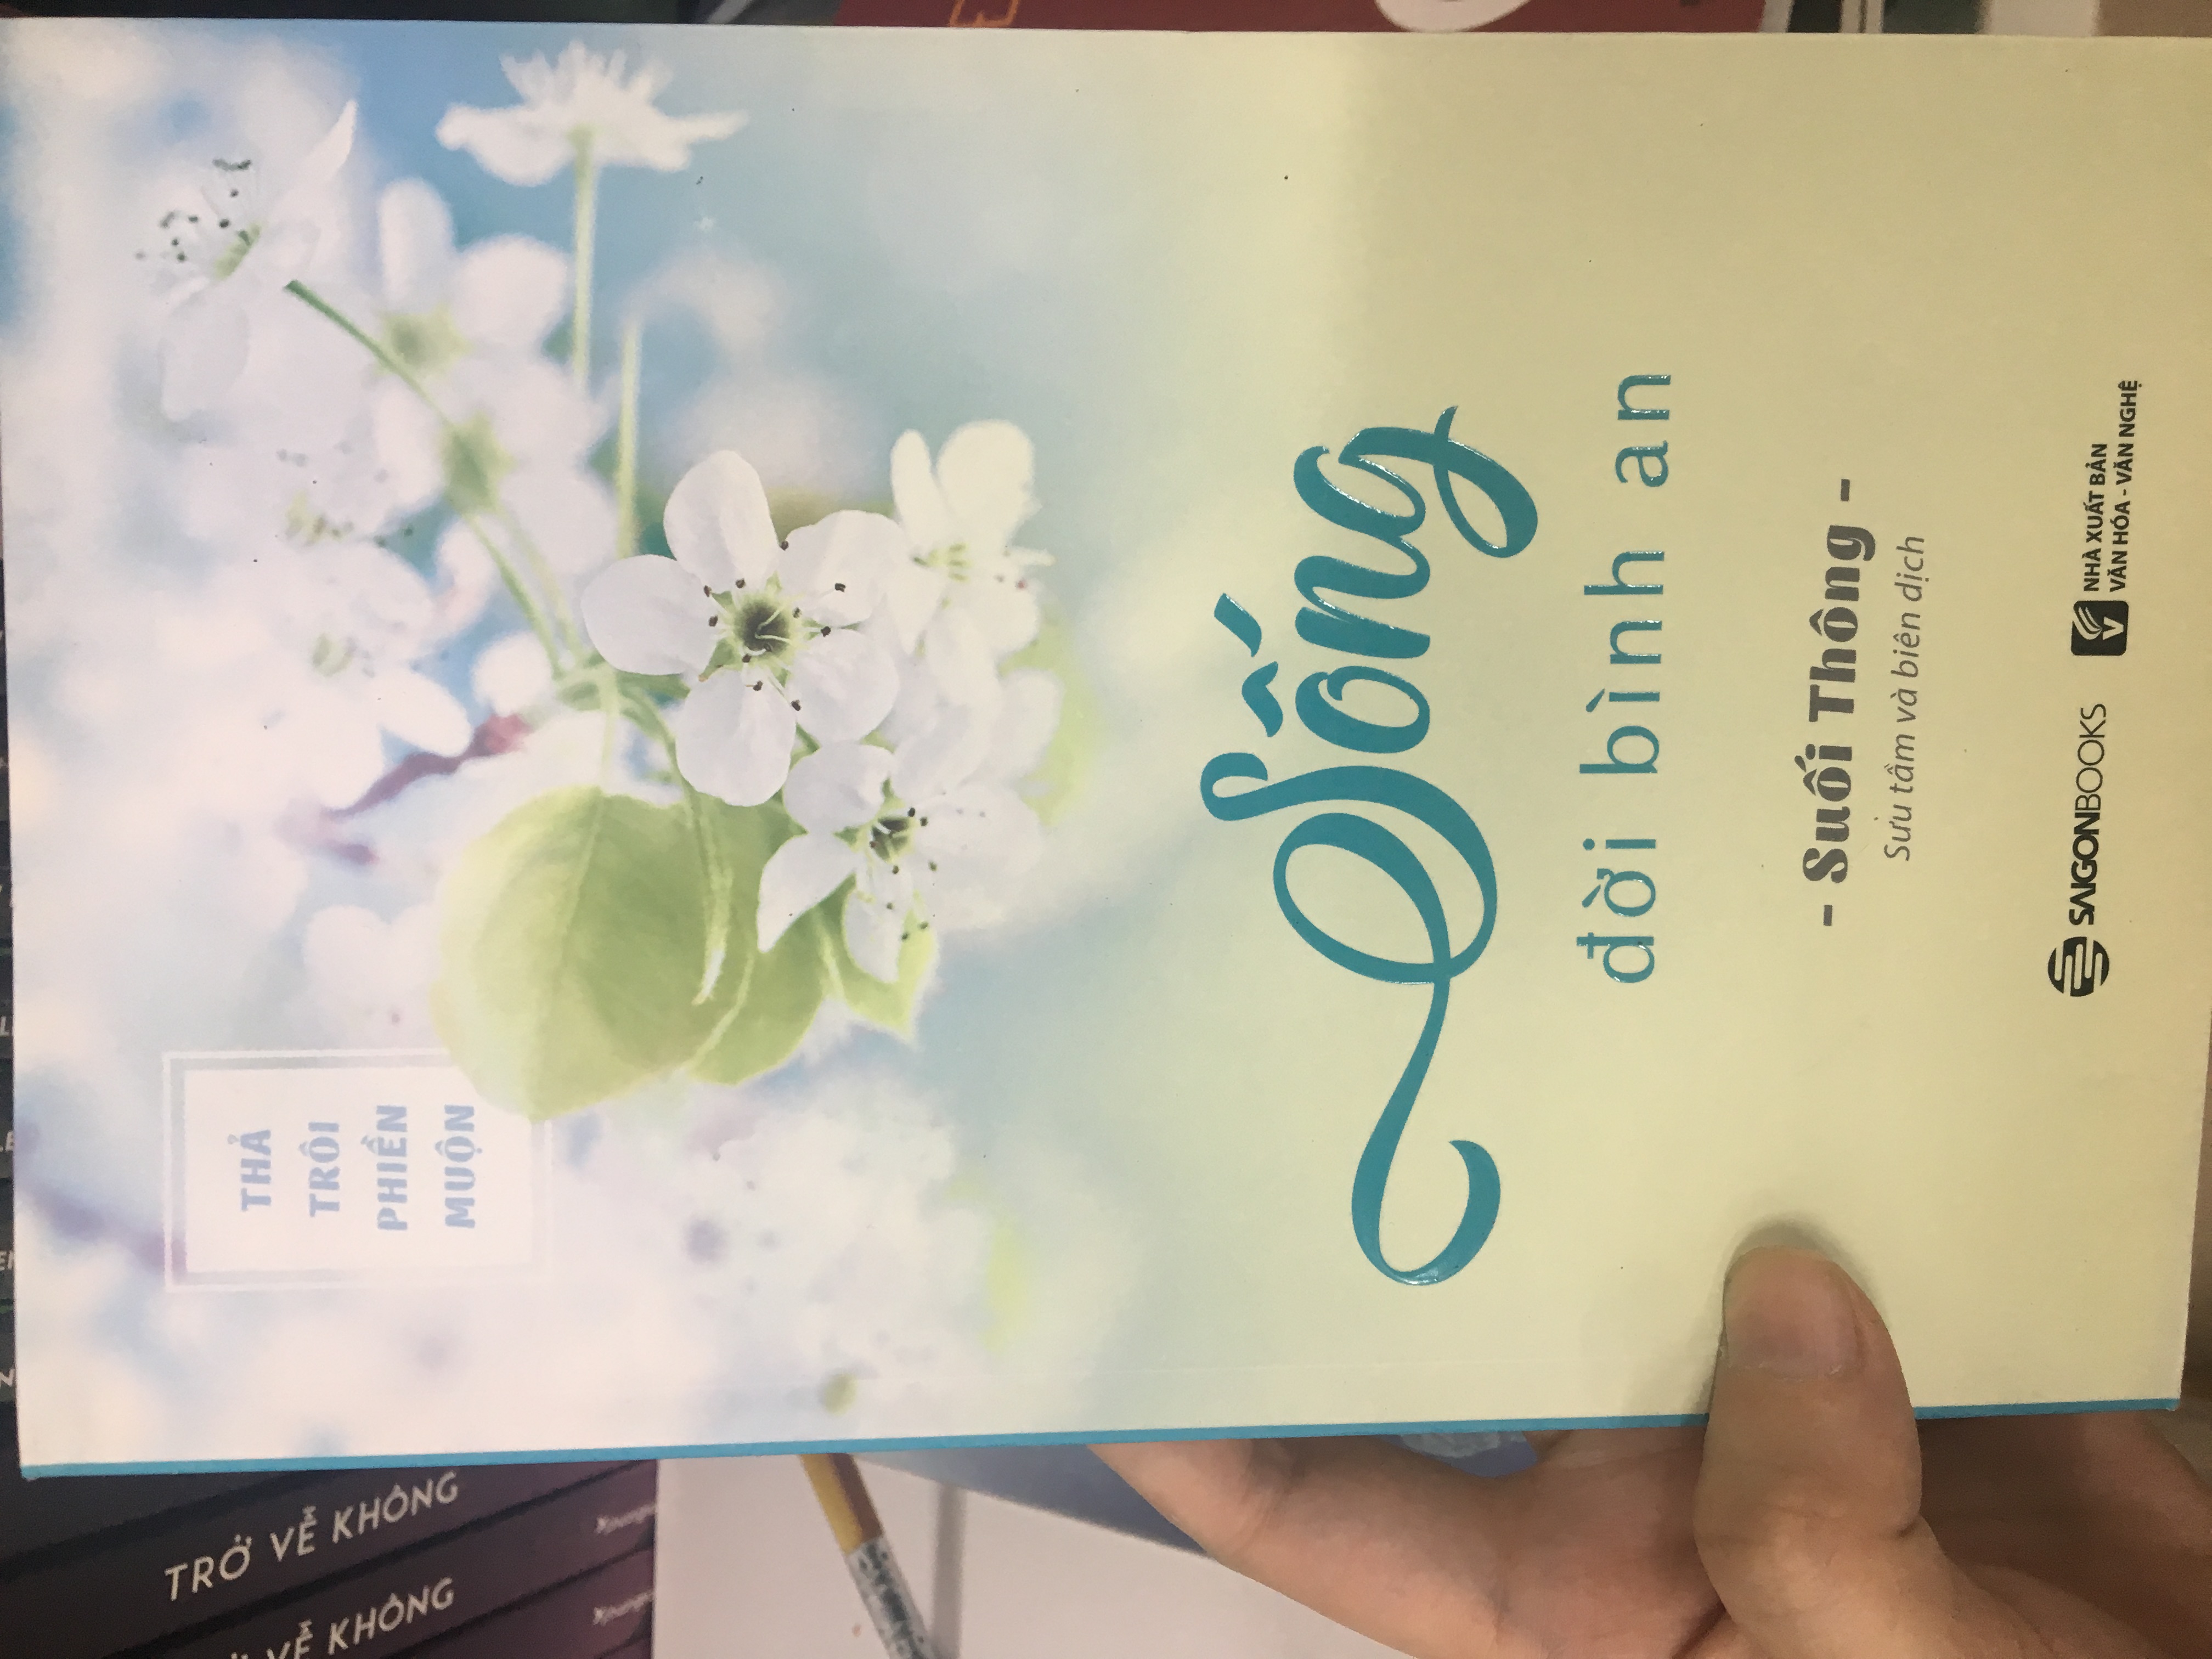 TRỞ VỀ KHÔNG
VỀ KHÔNG
THẢ
TRÔI
PHIỀN
MUỘN
Sống
đời bình an
- Suối Thông -
Sưu tầm và biên dịch
SAIGONBOOKS
NHÀ XUẤT BẢN
VĂN HÓA - VĂN NGHỆ